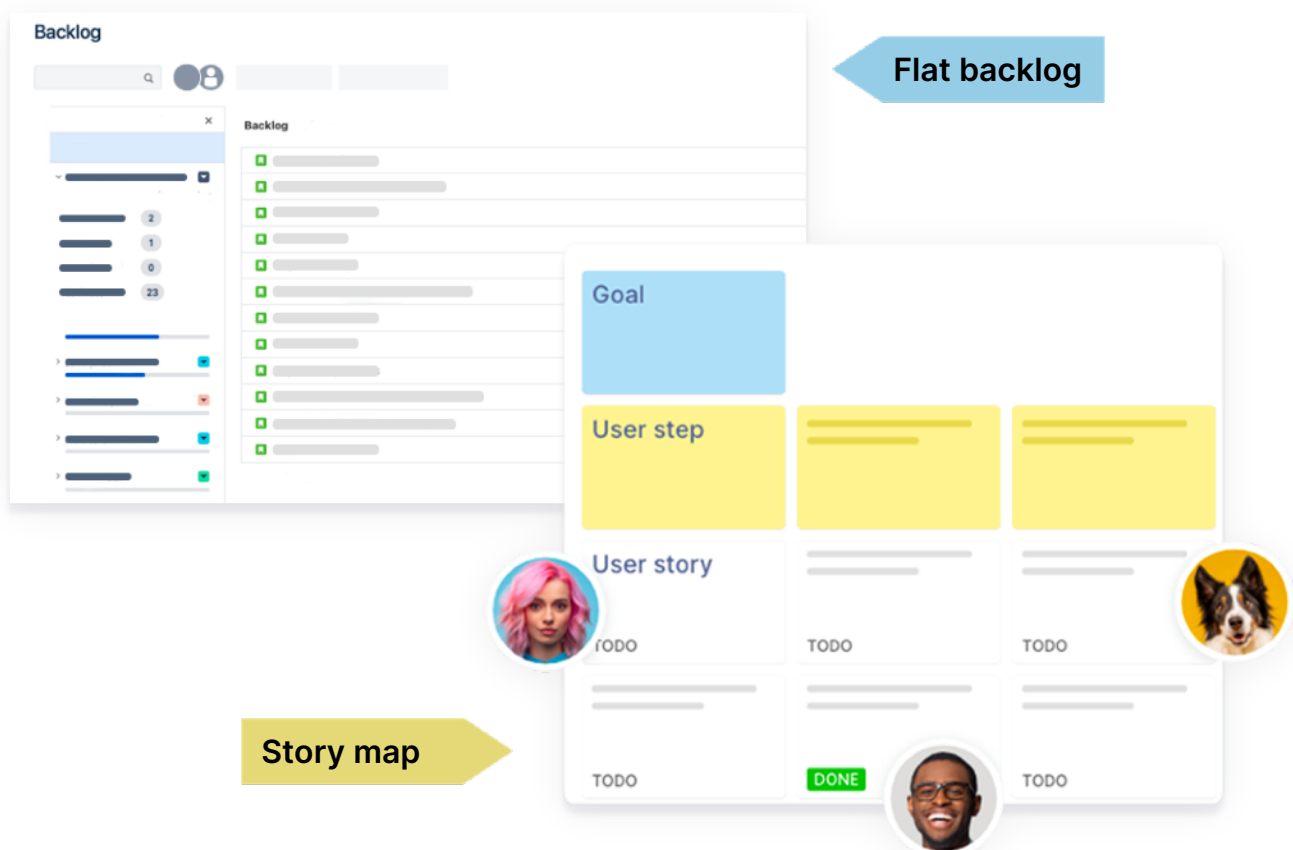 Backlog
Flat backlog
Backlog
2
1
0
23
Goal
User step
User story
TODO
TODO
TODO
Story map
TODO
DONE
TODO